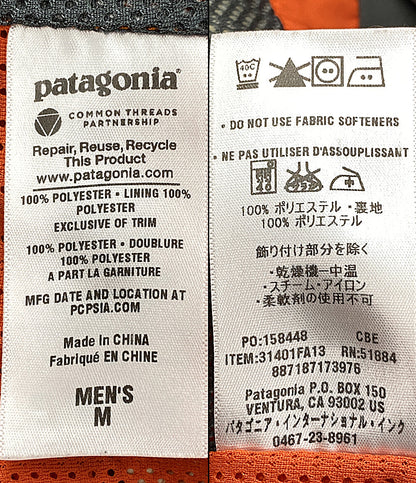 patagonia®
COMMON THREADS
PARTNERSHIP
Repair, Reuse, Recycle
This Product
www.patagonia.com
100% POLYESTER • LINING 100%
POLYESTER
EXCLUSIVE OF TRIM
100% POLYESTER • DOUBLURE
100% POLYESTER
A PART LA GARNITURE
MFG DATE AND LOCATION AT
PCPSIA.COM
Made in CHINA
Fabriqué EN CHINE
MEN'S
M
40C
• DO NOT USE FABRIC SOFTENERS
• NE PAS UTILISER D'ASSOUPLISSANT
40
100% ポリエステル・裏地
100% ポリエステル
飾り付け部分を除く
・乾燥機－中温
・スチーム・アイロン
・柔軟剤の使用不可
PO:158448 CBE
ITEM:31401FA13 RN:51884
887187173976
Patagonia P.O. BOX 150
VENTURA, CA 93002 US
パタゴニア・インターナショナル・インク
0467-23-8961